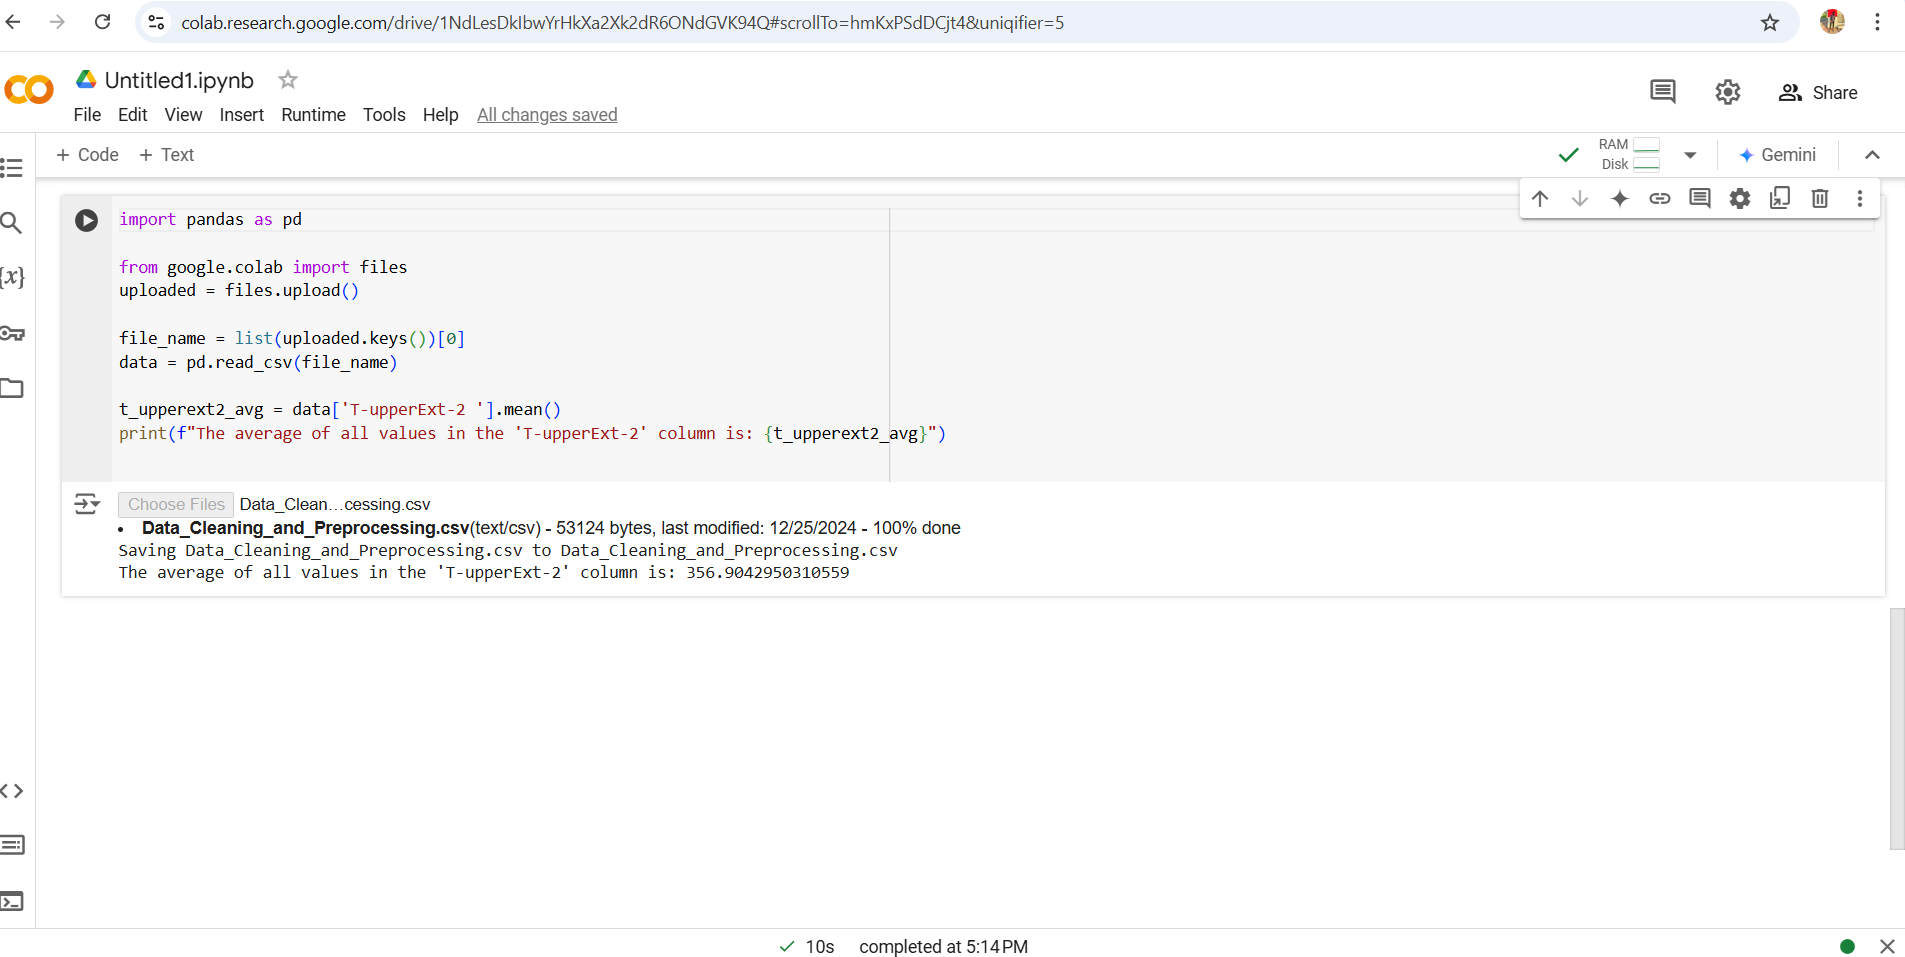 colab.research.google.com/drive/1NdLesDkIbwYrHkXa2Xk2dR6ONdGVK94Q#scrollTo=hmKxPSdDCjt4&uniqifier=5
CO
Untitled1.ipynb
File Edit View Insert Runtime Tools Help All changes saved
Share
+ Code + Text
RAM
Disk
Gemini
import pandas as pd
from google.colab import files
uploaded = files.upload()
file_name = list(uploaded.keys())[0]
data = pd.read_csv(file_name)
t_upperext2_avg = data['T-upperExt-2 '].mean()
print(f"The average of all values in the 'T-upperExt-2' column is: {t_upperext2_avg}")
Choose Files Data_Clean…cessing.csv
• Data_Cleaning_and_Preprocessing.csv(text/csv) - 53124 bytes, last modified: 12/25/2024 - 100% done
Saving Data_Cleaning_and_Preprocessing.csv to Data_Cleaning_and_Preprocessing.csv
The average of all values in the 'T-upperExt-2' column is: 356.9042950310559
{x}
10s completed at 5:14 PM